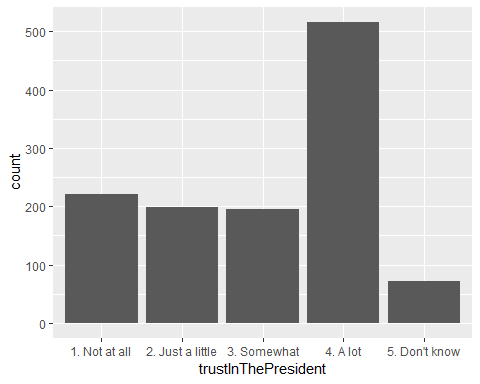 500
400
300
200
100
0
count
1. Not at all 2. Just a little 3. Somewhat 4. A lot 5. Don't know
trustInThePresident